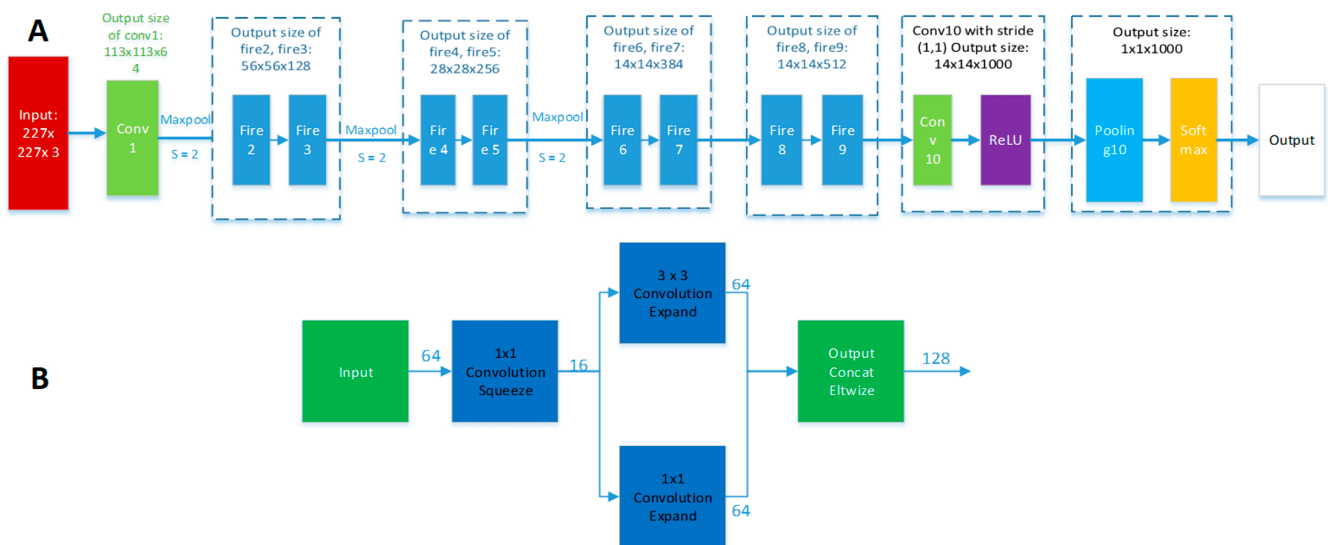 A
Output size
of conv1:
113x113x6
4
Output size of
fire2, fire3:
56x56x128
Output size of
fire4, fire5:
28x28x256
Output size of
fire6, fire7:
14x14x384
Output size of
fire8, fire9:
14x14x512
Conv10 with stride
(1,1) Output size:
14x14x1000
Output size:
1x1x1000
Input:
227x
227x 3
Conv
1
Maxpool
S = 2
Fire
2
Fire
3
Maxpool
S = 2
Fir
e 4
Fir
e 5
Maxpool
S = 2
Fire
6
Fire
7
Fire
8
Fire
9
Con
v
10
ReLU
Poolin
g10
Soft
max
Output
B
Input
64
1x1
Convolution
Squeeze
16
3 x 3
Convolution
Expand
64
1x1
Convolution
Expand
64
Output
Concat
Eltwize
128